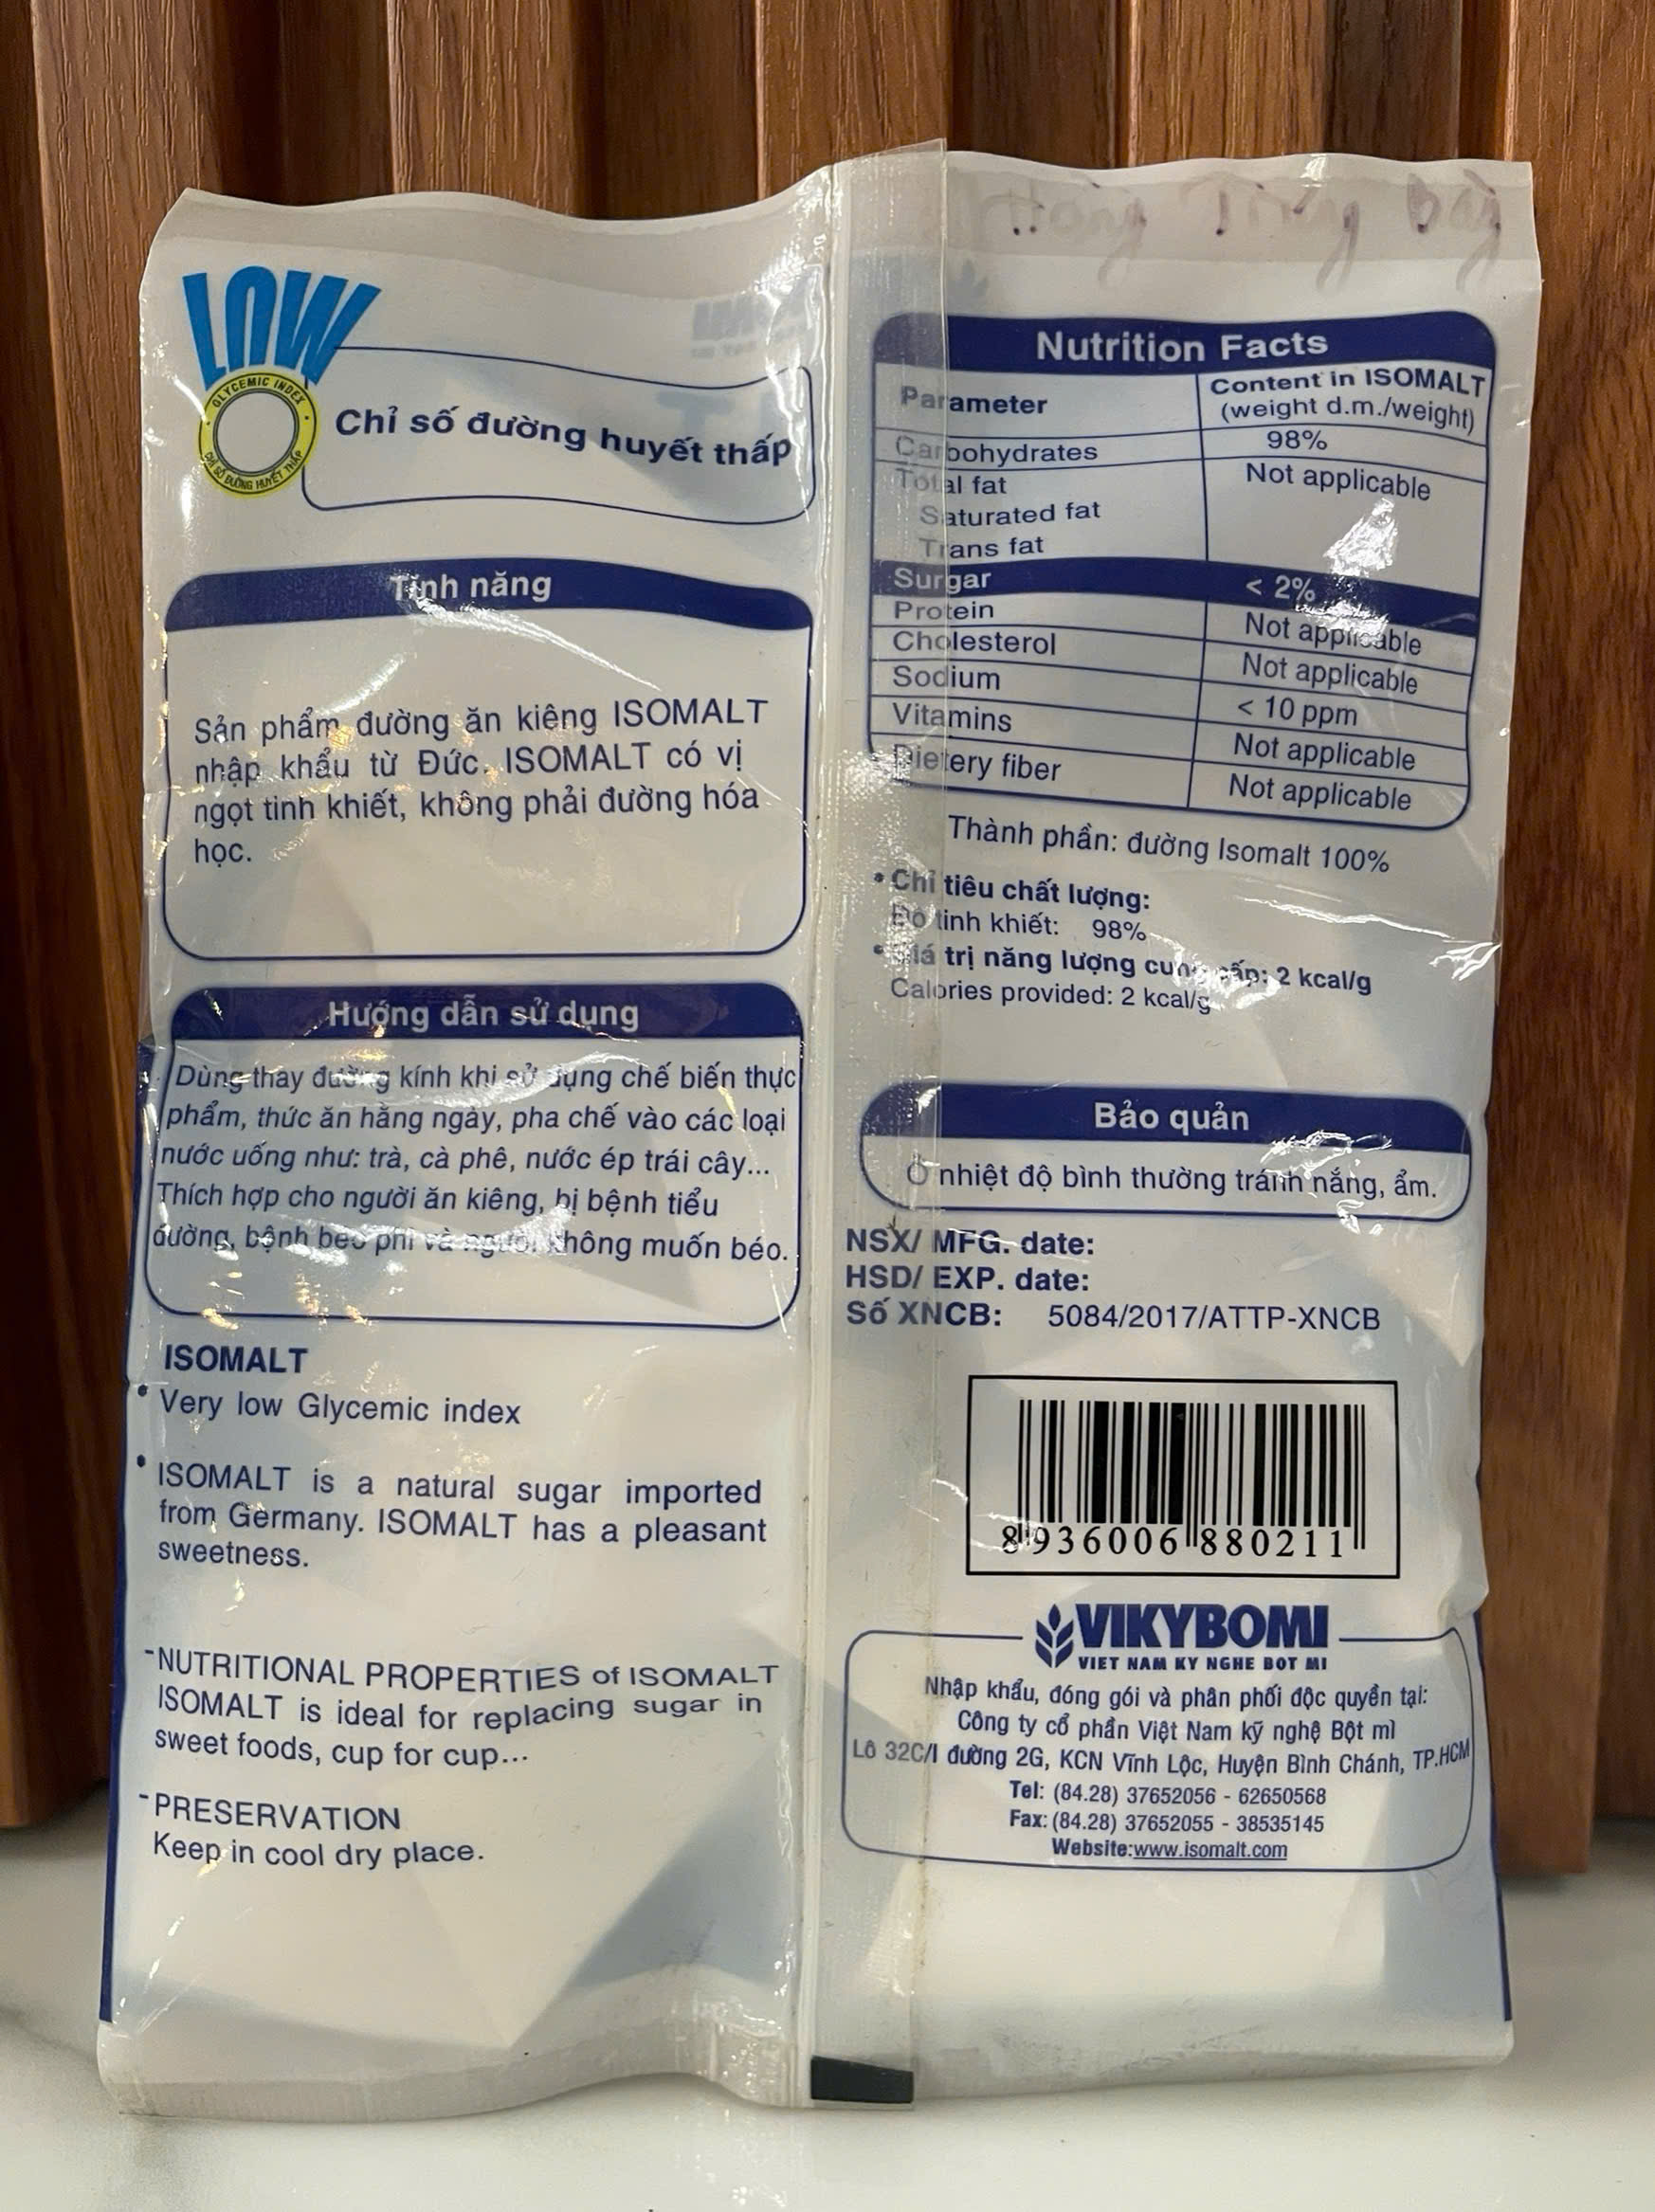 Hàng Trưng Bày
LOW
GLYCEMIC INDEX
CHỈ SỐ ĐƯỜNG HUYẾT THẤP
Chỉ số đường huyết thấp
Tính năng
Sản phẩm đường ăn kiêng ISOMALT
nhập khẩu từ Đức. ISOMALT có vị
ngọt tinh khiết, không phải đường hóa
học.
Hướng dẫn sử dụng
Dùng thay đường kính khi sử dụng chế biến thực
phẩm, thức ăn hằng ngày, pha chế vào các loại
nước uống như: trà, cà phê, nước ép trái cây...
Thích hợp cho người ăn kiêng, bị bệnh tiểu
đường, bệnh béo phì và người không muốn béo.
ISOMALT
• Very low Glycemic index
• ISOMALT is a natural sugar imported
from Germany. ISOMALT has a pleasant
sweetness.
-NUTRITIONAL PROPERTIES of ISOMALT
ISOMALT is ideal for replacing sugar in
sweet foods, cup for cup...
-PRESERVATION
Keep in cool dry place.
Nutrition Facts
Parameter Content in ISOMALT
(weight d.m./weight)
Carbohydrates 98%
Total fat Not applicable
Saturated fat
Trans fat
Surgar < 2%
Protein Not applicable
Cholesterol Not applicable
Sodium < 10 ppm
Vitamins Not applicable
Dietery fiber Not applicable
Thành phần: đường Isomalt 100%
• Chỉ tiêu chất lượng:
Độ tinh khiết: 98%
• Giá trị năng lượng cung cấp: 2 kcal/g
Calories provided: 2 kcal/g
Bảo quản
Ở nhiệt độ bình thường tránh nắng, ẩm.
NSX/ MFG. date:
HSD/ EXP. date:
Số XNCB: 5084/2017/ATTP-XNCB
8 936006 880211
VIKYBOMI
VIET NAM KY NGHE BOT MI
Nhập khẩu, đóng gói và phân phối độc quyền tại:
Công ty cổ phần Việt Nam kỹ nghệ Bột mì
Lô 32C/I đường 2G, KCN Vĩnh Lộc, Huyện Bình Chánh, TP.HCM
Tel: (84.28) 37652056 - 62650568
Fax: (84.28) 37652055 - 38535145
Website:www.isomalt.com